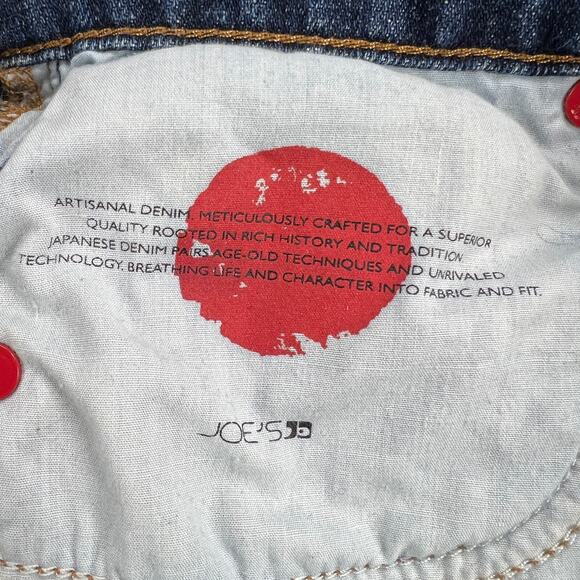 ARTISANAL DENIM. METICULOUSLY CRAFTED FOR A SUPERIOR
QUALITY ROOTED IN RICH HISTORY AND TRADITION
JAPANESE DENIM PAIRS AGE-OLD TECHNIQUES AND UNRIVALED
TECHNOLOGY. BREATHING LIFE AND CHARACTER INTO FABRIC AND FIT.
JOE'S